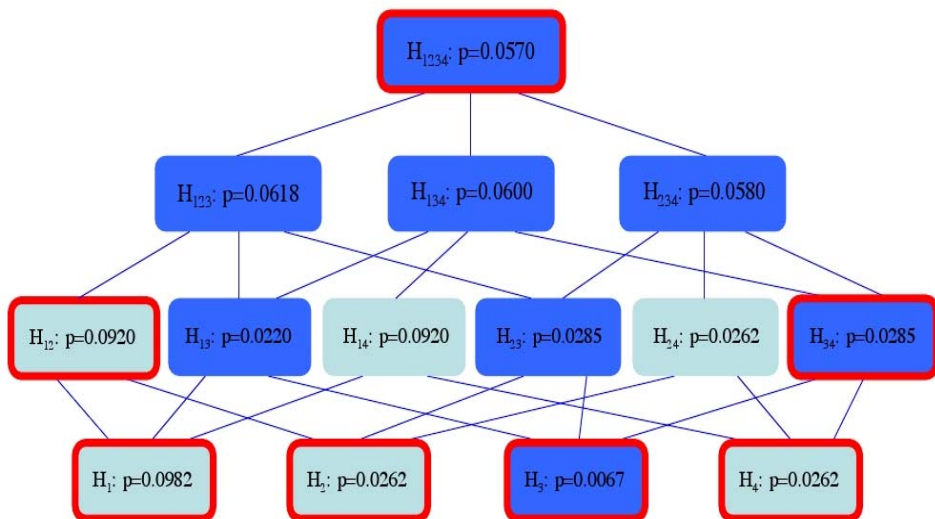 H₁₂₃₄: p=0.0570
H₁₂₃: p=0.0618
H₁₃₄: p=0.0600
H₂₃₄: p=0.0580
H₁₂: p=0.0920
H₁₃: p=0.0220
H₁₄: p=0.0920
H₂₃: p=0.0285
H₂₄: p=0.0262
H₃₄: p=0.0285
H₁: p=0.0982
H₂: p=0.0262
H₃: p=0.0067
H₄: p=0.0262